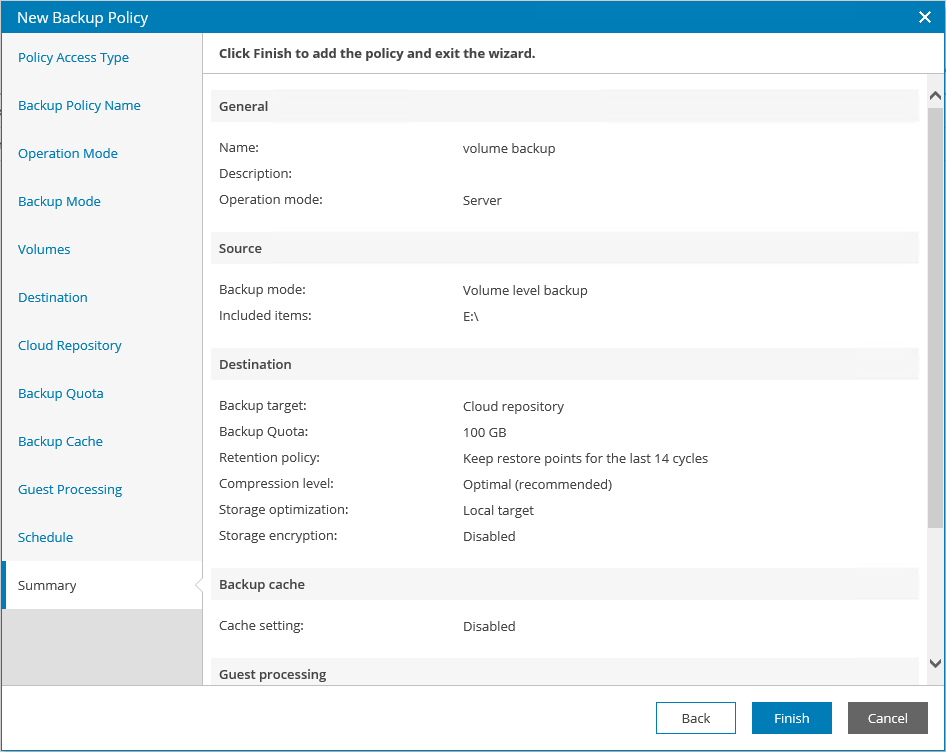 New Backup Policy
Policy Access Type
Backup Policy Name
Operation Mode
Backup Mode
Volumes
Destination
Cloud Repository
Backup Quota
Backup Cache
Guest Processing
Schedule
Summary
Click Finish to add the policy and exit the wizard.
General
Name: volume backup
Description:
Operation mode: Server
Source
Backup mode: Volume level backup
Included items: E:\
Destination
Backup target: Cloud repository
Backup Quota: 100 GB
Retention policy: Keep restore points for the last 14 cycles
Compression level: Optimal (recommended)
Storage optimization: Local target
Storage encryption: Disabled
Backup cache
Cache setting: Disabled
Guest processing
Back Finish Cancel